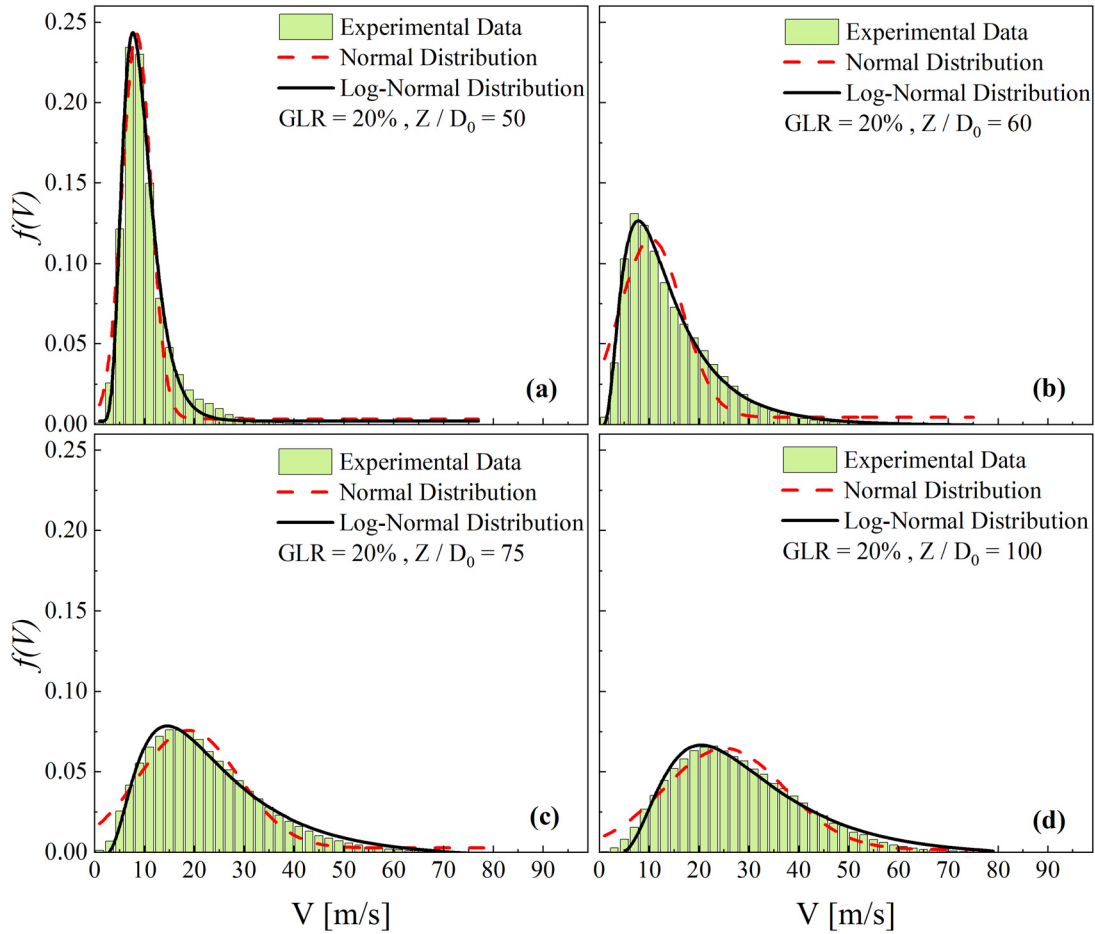 0.25
0.20
0.15
0.10
0.05
0.00
f(V)
Experimental Data
Normal Distribution
Log-Normal Distribution
GLR = 20% , Z / D₀ = 50
(a)
Experimental Data
Normal Distribution
Log-Normal Distribution
GLR = 20% , Z / D₀ = 60
(b)
0.25
0.20
0.15
0.10
0.05
0.00
f(V)
Experimental Data
Normal Distribution
Log-Normal Distribution
GLR = 20% , Z / D₀ = 75
(c)
0 10 20 30 40 50 60 70 80 90
V [m/s]
Experimental Data
Normal Distribution
Log-Normal Distribution
GLR = 20% , Z / D₀ = 100
(d)
0 10 20 30 40 50 60 70 80 90
V [m/s]